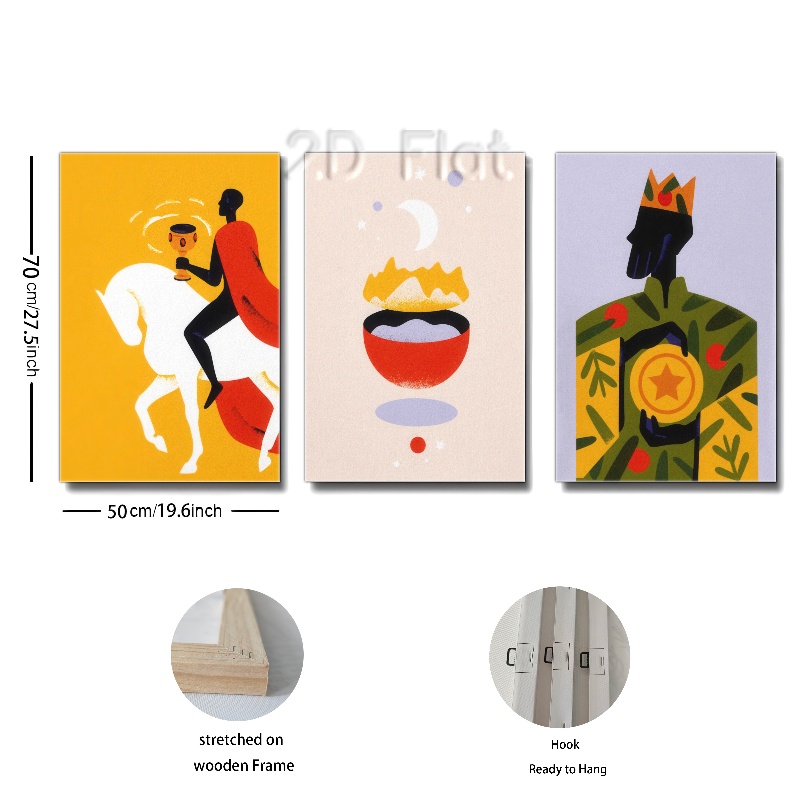 2D Flat
70 cm/27.5inch
50 cm/19.6inch
stretched on
wooden Frame
Hook
Ready to Hang